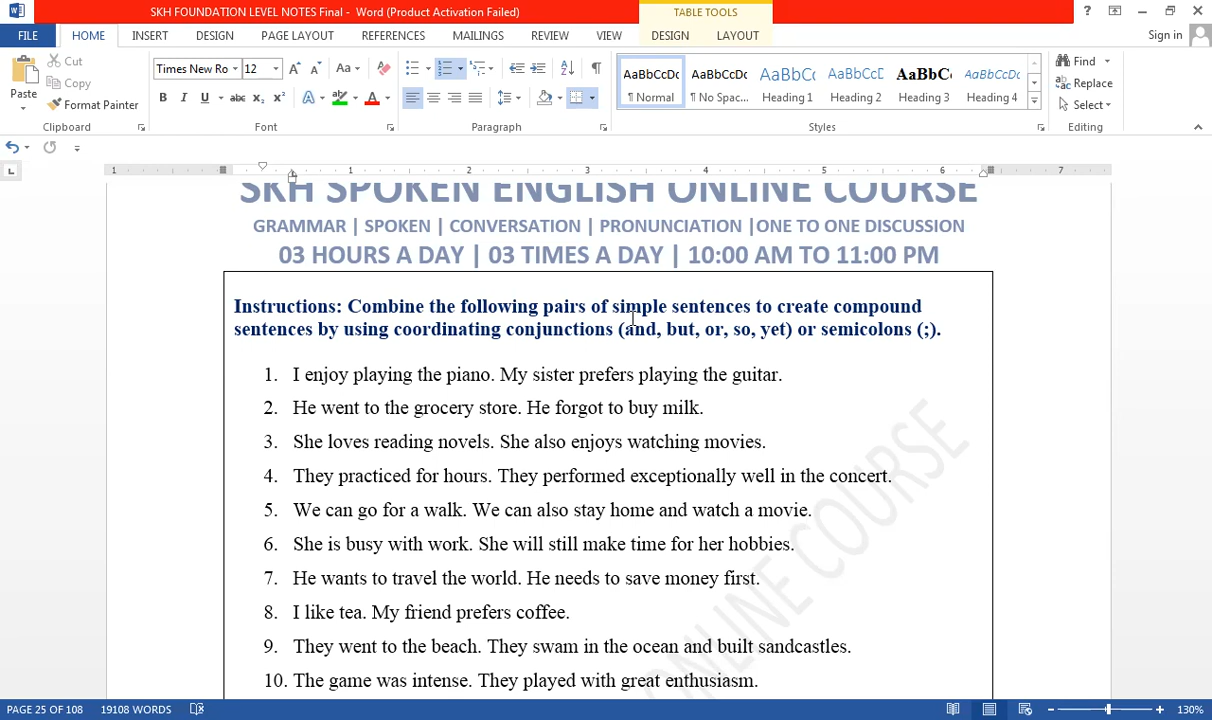 SKH FOUNDATION LEVEL NOTES Final - Word (Product Activation Failed)
TABLE TOOLS
FILE HOME INSERT DESIGN PAGE LAYOUT REFERENCES MAILINGS REVIEW VIEW DESIGN LAYOUT Sign in
Paste
Cut
Copy
Format Painter
Clipboard
Times New Ro 12
Font
Paragraph
AaBbCcDc AaBbCcDc AaBbCcD AaBbCcD AaBbC AaBbCcDc
¶ Normal ¶ No Spac... Heading 1 Heading 2 Heading 3 Heading 4
Styles
Find
Replace
Select
Editing
1 1 2 3 4 5 6 7
SKH SPOKEN ENGLISH ONLINE COURSE
GRAMMAR | SPOKEN | CONVERSATION | PRONUNCIATION |ONE TO ONE DISCUSSION
03 HOURS A DAY | 03 TIMES A DAY | 10:00 AM TO 11:00 PM
Instructions: Combine the following pairs of simple sentences to create compound
sentences by using coordinating conjunctions (and, but, or, so, yet) or semicolons (;).
1. I enjoy playing the piano. My sister prefers playing the guitar.
2. He went to the grocery store. He forgot to buy milk.
3. She loves reading novels. She also enjoys watching movies.
4. They practiced for hours. They performed exceptionally well in the concert.
5. We can go for a walk. We can also stay home and watch a movie.
6. She is busy with work. She will still make time for her hobbies.
7. He wants to travel the world. He needs to save money first.
8. I like tea. My friend prefers coffee.
9. They went to the beach. They swam in the ocean and built sandcastles.
10. The game was intense. They played with great enthusiasm.
ONLINE COURSE
PAGE 25 OF 108 19108 WORDS 130%